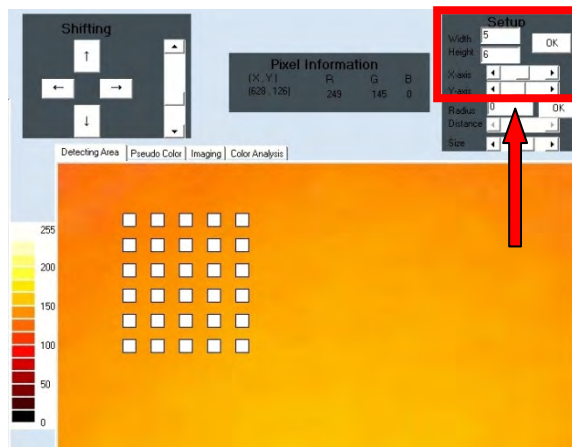 Shifting
↑
← →
↓
Pixel Information
(X , Y) R G B
(628 , 126) 249 145 0
Setup
Width 5
Height 6
OK
X-axis
Y-axis
Radius 0 OK
Distance
Size
Detecting Area Pseudo Color Imaging Color Analysis
255
200
150
100
50
0